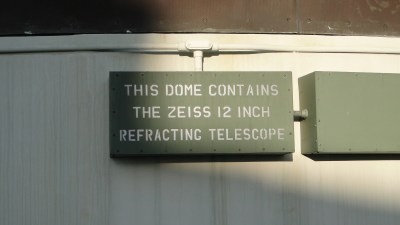 THIS DOME CONTAINS
THE ZEISS 12 INCH
REFRACTING TELESCOPE